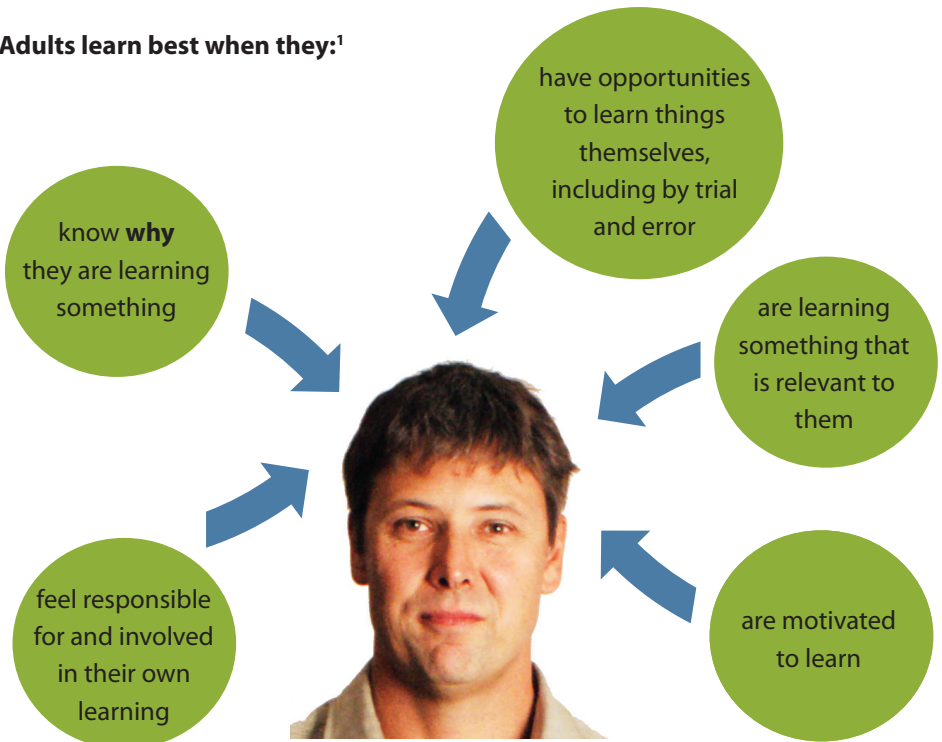 Adults learn best when they:¹
have opportunities
to learn things
themselves,
including by trial
and error
know why
they are learning
something
are learning
something that
is relevant to
them
feel responsible
for and involved
in their own
learning
are motivated
to learn